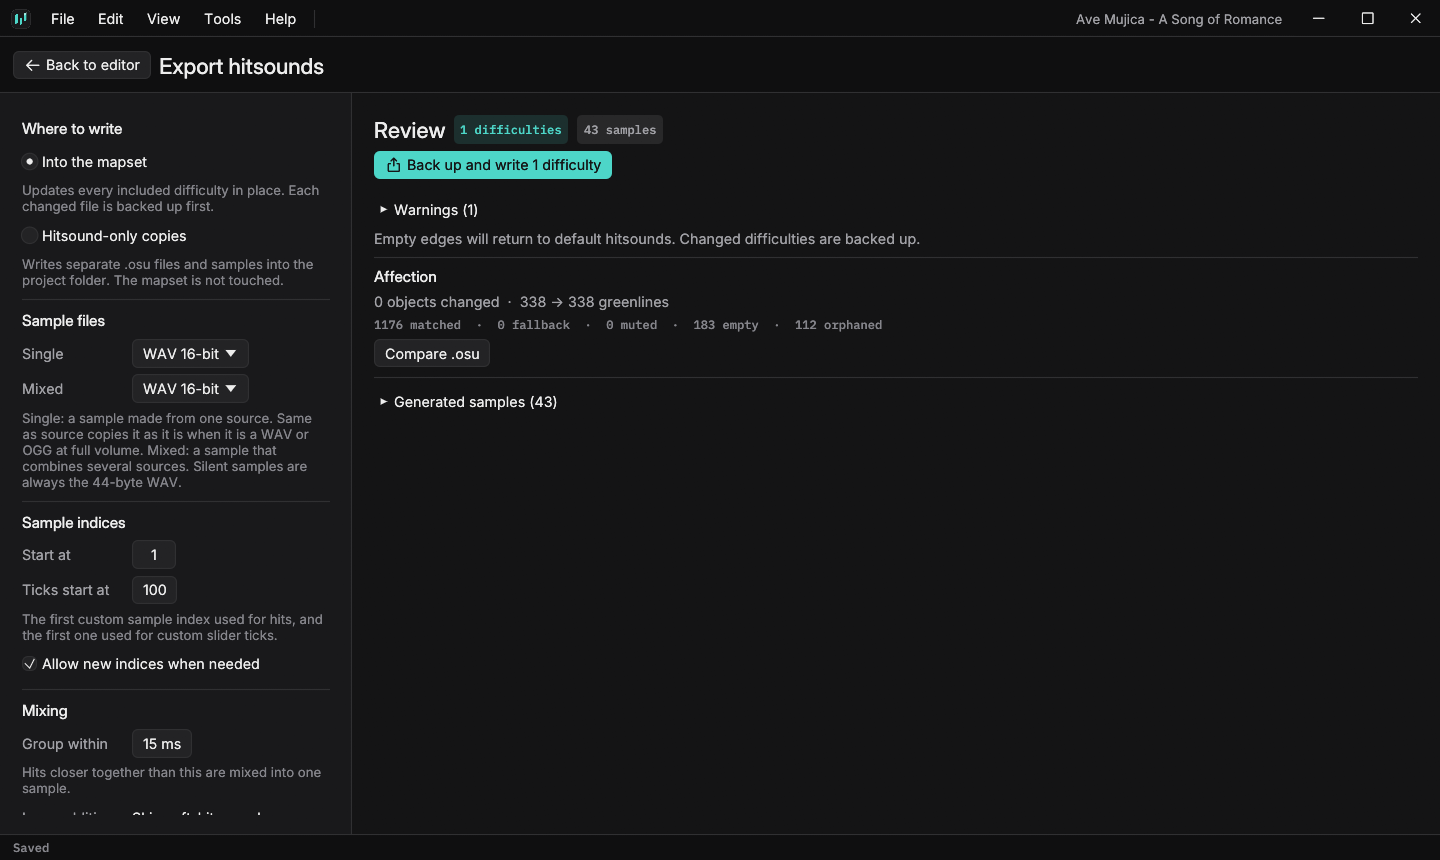 File Edit View Tools Help
Ave Mujica - A Song of Romance
Back to editor
Export hitsounds
Where to write
Into the mapset
Updates every included difficulty in place. Each
changed file is backed up first.
Hitsound-only copies
Writes separate .osu files and samples into the
project folder. The mapset is not touched.
Sample files
Single WAV 16-bit
Mixed WAV 16-bit
Single: a sample made from one source. Same
as source copies it as it is when it is a WAV or
OGG at full volume. Mixed: a sample that
combines several sources. Silent samples are
always the 44-byte WAV.
Sample indices
Start at 1
Ticks start at 100
The first custom sample index used for hits, and
the first one used for custom slider ticks.
Allow new indices when needed
Mixing
Group within 15 ms
Hits closer together than this are mixed into one
sample.
Review 1 difficulties 43 samples
Back up and write 1 difficulty
Warnings (1)
Empty edges will return to default hitsounds. Changed difficulties are backed up.
Affection
0 objects changed · 338 → 338 greenlines
1176 matched · 0 fallback · 0 muted · 183 empty · 112 orphaned
Compare .osu
Generated samples (43)
Saved